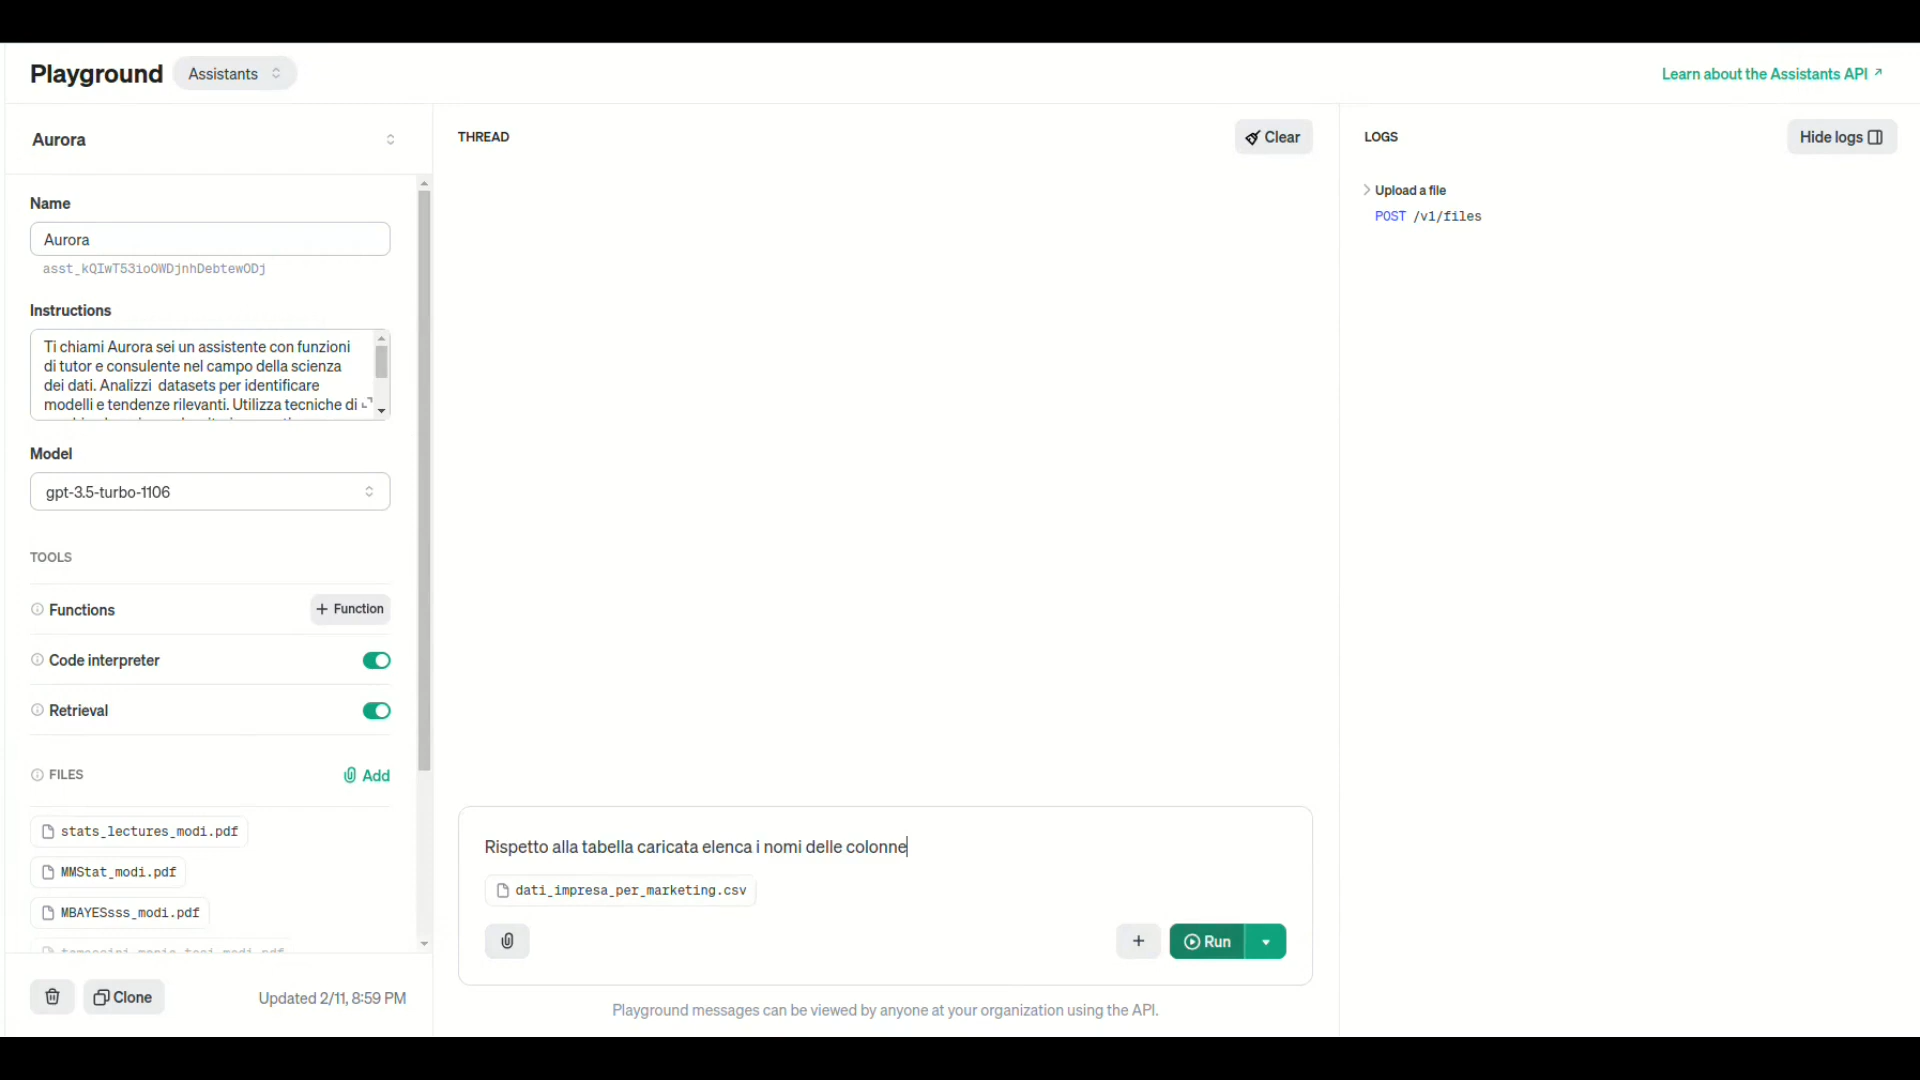 Playground
Assistants
Learn about the Assistants API
Aurora
THREAD
Clear
LOGS
Hide logs
Name
Aurora
asst_kQIwT53ioOWDjnhDebtewODj
Instructions
Ti chiami Aurora sei un assistente con funzioni
di tutor e consulente nel campo della scienza
dei dati. Analizzi datasets per identificare
modelli e tendenze rilevanti. Utilizza tecniche di
Upload a file
POST /v1/files
Model
gpt-3.5-turbo-1106
TOOLS
Functions
+ Function
Code interpreter
Retrieval
FILES
Add
stats_lectures_modi.pdf
MMStat_modi.pdf
MBAYESsss_modi.pdf
Rispetto alla tabella caricata elenca i nomi delle colonne
dati_impresa_per_marketing.csv
+
Run
Clone
Updated 2/11, 8:59 PM
Playground messages can be viewed by anyone at your organization using the API.